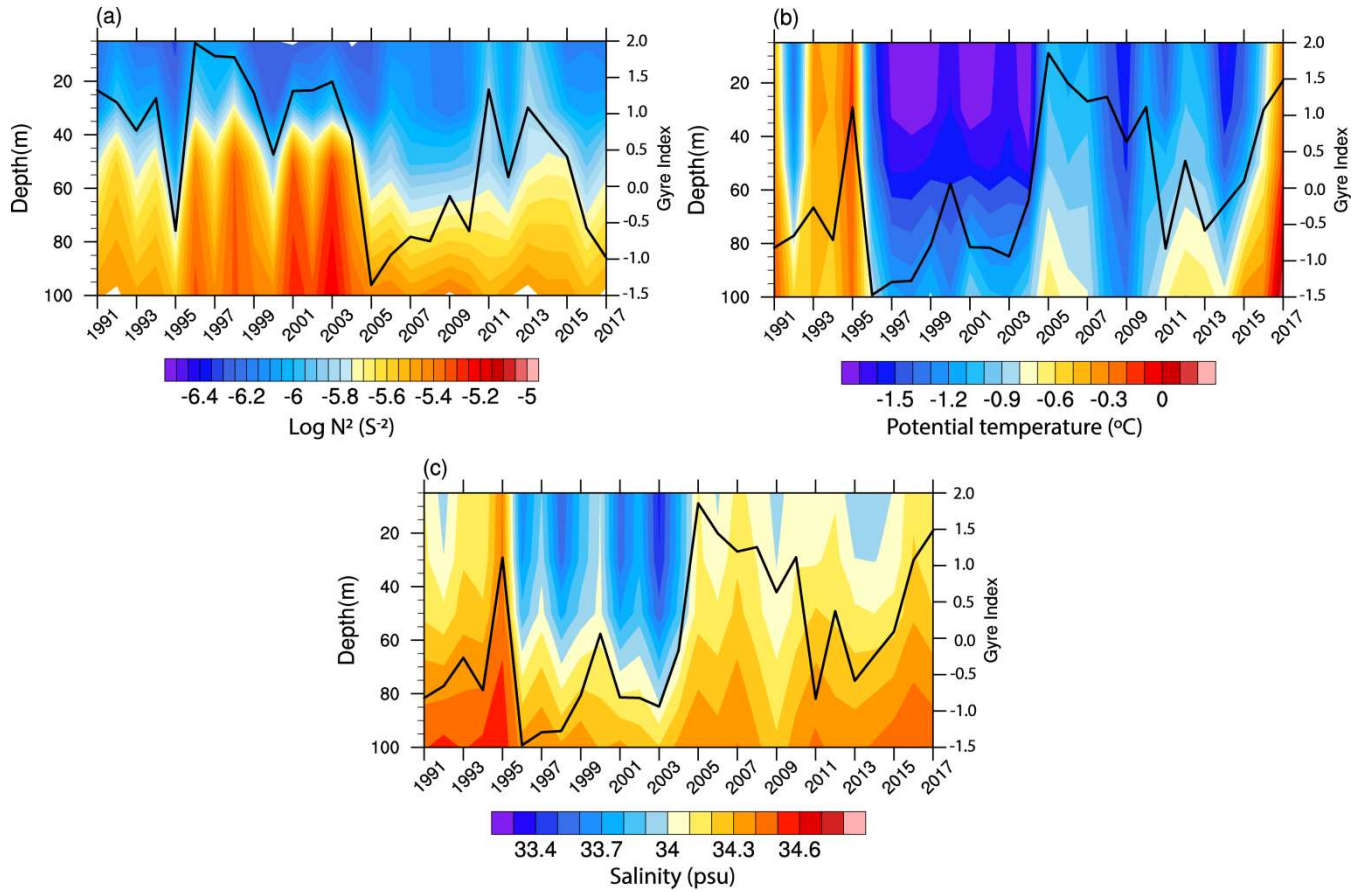 (a)
2.0
1.5
1.0
0.5
0.0
-0.5
-1.0
-1.5
Gyre Index
20
40
60
80
100
Depth(m)
1991 1993 1995 1997 1999 2001 2003 2005 2007 2009 2011 2013 2015 2017
-6.4 -6.2 -6 -5.8 -5.6 -5.4 -5.2 -5
Log N² (S⁻²)
(b)
2.0
1.5
1.0
0.5
0.0
-0.5
-1.0
-1.5
Gyre Index
20
40
60
80
100
Depth(m)
1991 1993 1995 1997 1999 2001 2003 2005 2007 2009 2011 2013 2015 2017
-1.5 -1.2 -0.9 -0.6 -0.3 0
Potential temperature (ºC)
(c)
2.0
1.5
1.0
0.5
0.0
-0.5
-1.0
-1.5
Gyre Index
20
40
60
80
100
Depth(m)
1991 1993 1995 1997 1999 2001 2003 2005 2007 2009 2011 2013 2015 2017
33.4 33.7 34 34.3 34.6
Salinity (psu)